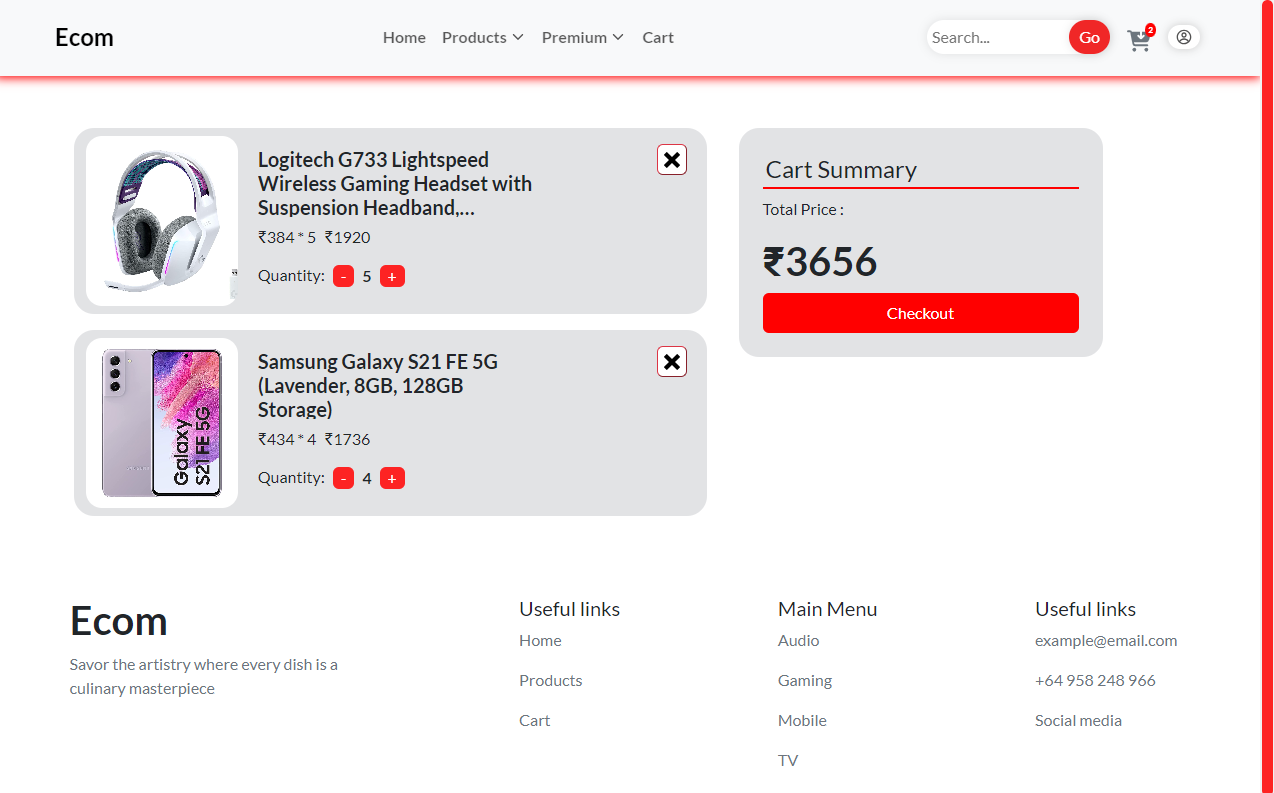 Ecom
Home Products Premium Cart
Search... Go
2
Logitech G733 Lightspeed
Wireless Gaming Headset with
Suspension Headband,...
₹384 * 5 ₹1920
Quantity: - 5 +
Cart Summary
Total Price :
₹3656
Checkout
Galaxy
S21 FE 5G
Samsung Galaxy S21 FE 5G
(Lavender, 8GB, 128GB
Storage)
₹434 * 4 ₹1736
Quantity: - 4 +
Ecom
Savor the artistry where every dish is a
culinary masterpiece
Useful links
Home
Products
Cart
Main Menu
Audio
Gaming
Mobile
TV
Useful links
example@email.com
+64 958 248 966
Social media